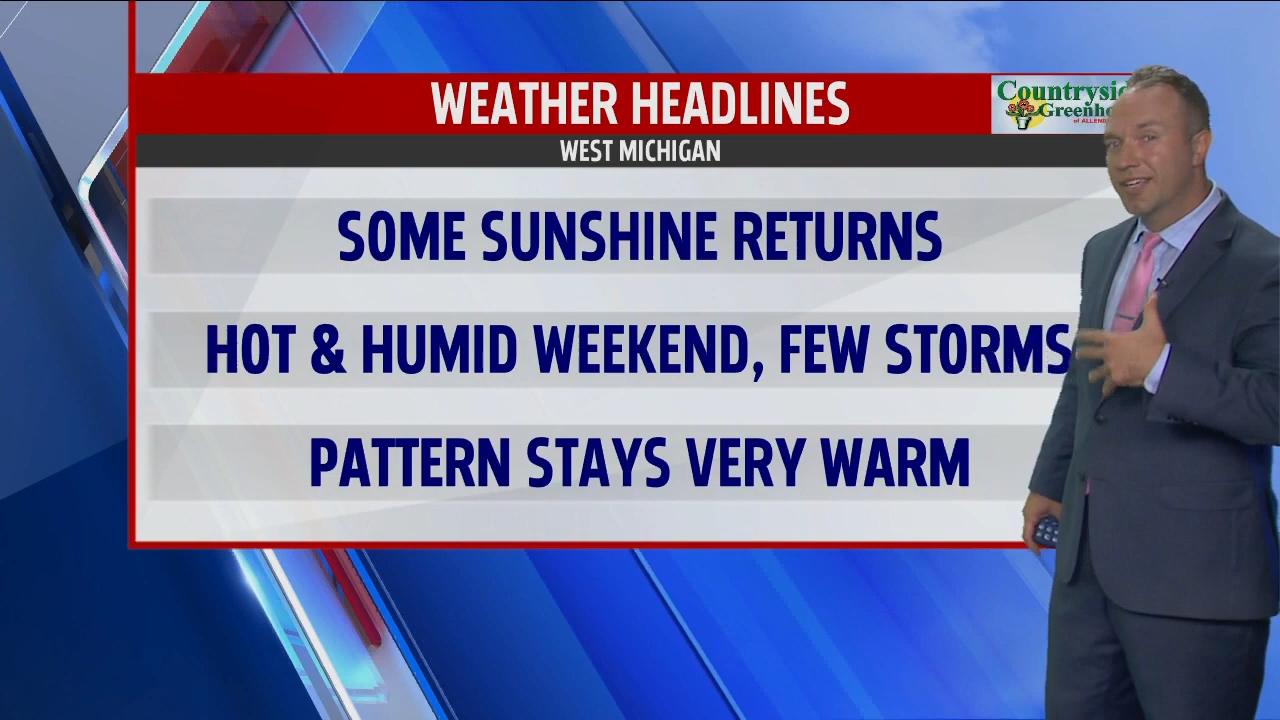 WEATHER HEADLINES
WEST MICHIGAN
SOME SUNSHINE RETURNS
HOT & HUMID WEEKEND, FEW STORMS
PATTERN STAYS VERY WARM